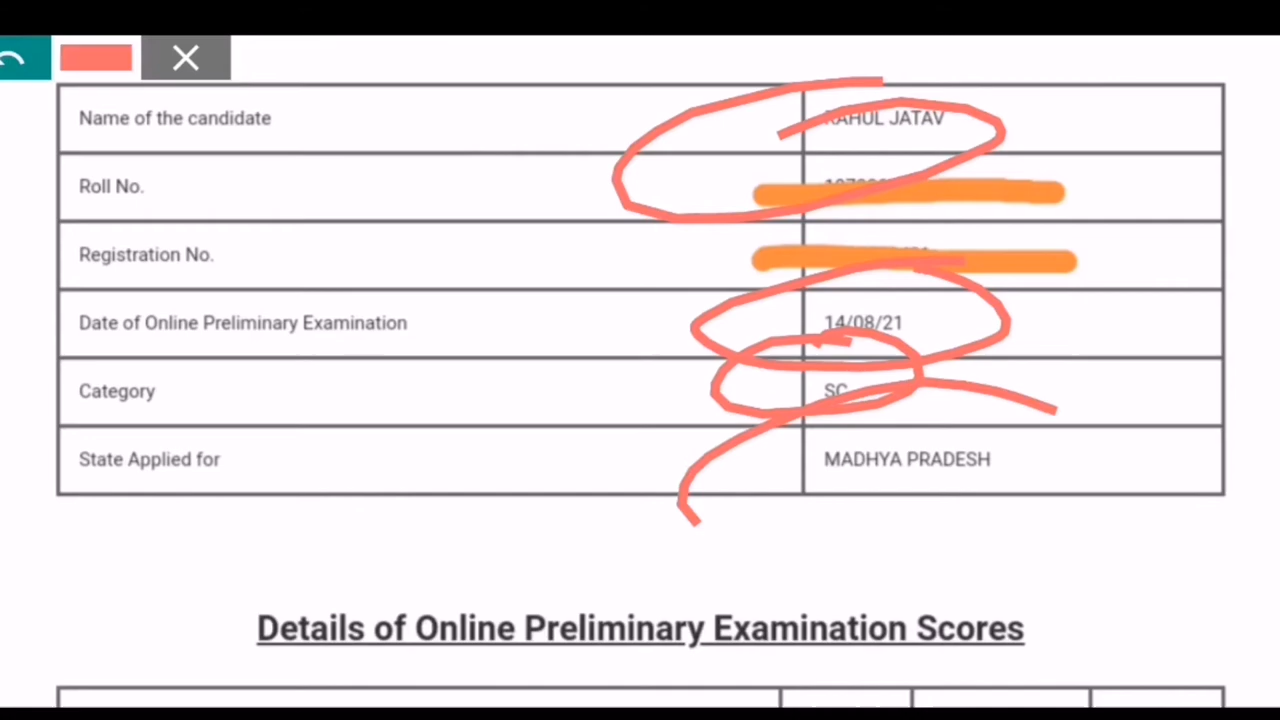 Name of the candidate RAHUL JATAV
Roll No.
Registration No.
Date of Online Preliminary Examination 14/08/21
Category SC
State Applied for MADHYA PRADESH
Details of Online Preliminary Examination Scores